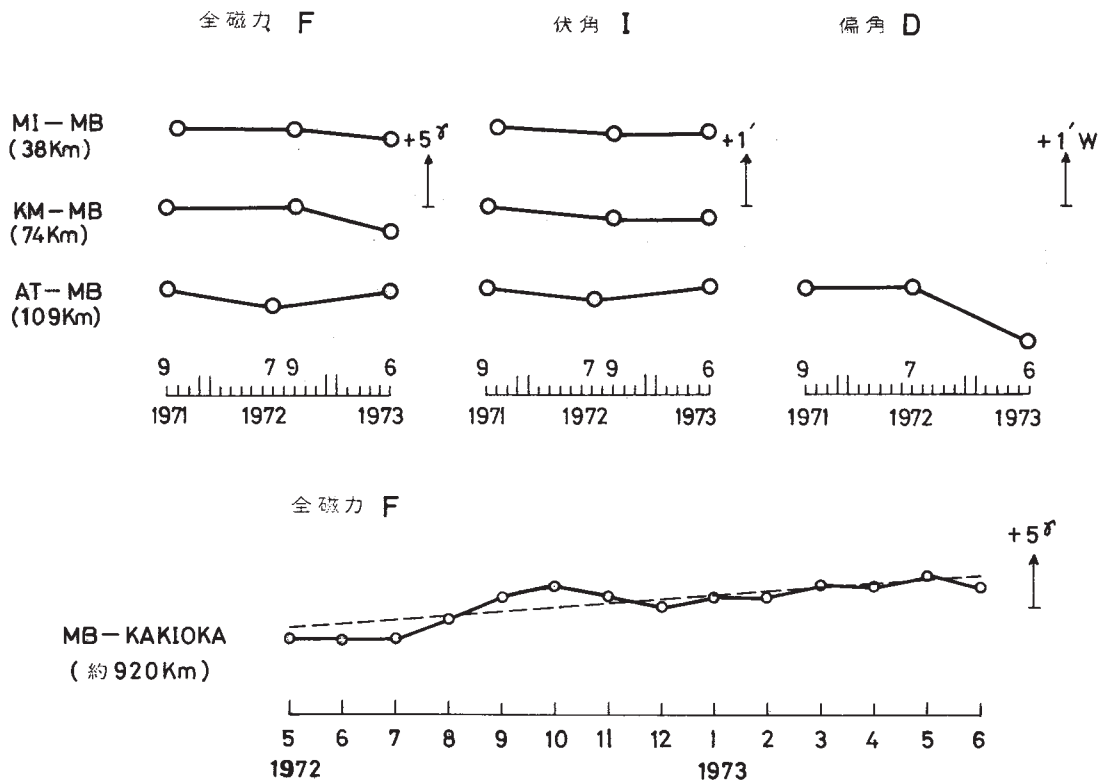 全磁力 F 伏角 I 偏角 D
MI-MB
(38Km)
+5γ +1′ +1′W
KM-MB
(74Km)
AT-MB
(109Km)
9 7 9 6 9 7 9 6 9 7 6
1971 1972 1973 1971 1972 1973 1971 1972 1973
全磁力 F
+5γ
MB-KAKIOKA
(約920Km)
5 6 7 8 9 10 11 12 1 2 3 4 5 6
1972 1973